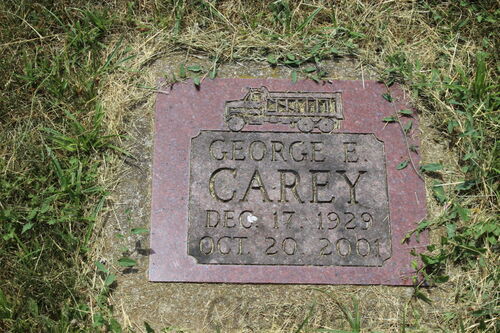 GEORGE E.
CAREY
DEC. 17. 1929
OCT. 20. 2001